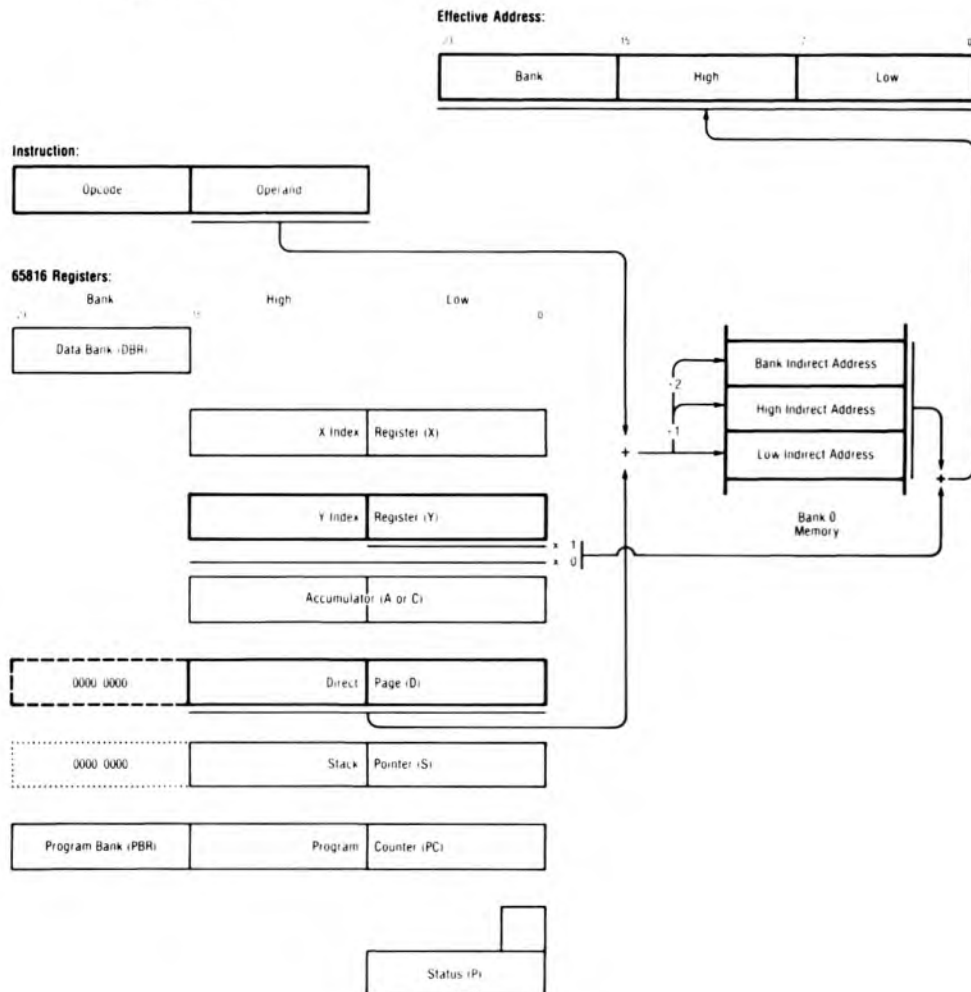 Effective Address:
23 15 7 0
Bank High Low
Instruction:
Opcode Operand
65816 Registers:
Bank High Low
23 15 0
Data Bank (DBR)
Bank Indirect Address
High Indirect Address
Low Indirect Address
Bank 0
Memory
X Index Register (X)
Y Index Register (Y)
x 1
x 0
Accumulator (A or C)
0000 0000 Direct Page (D)
0000 0000 Stack Pointer (S)
Program Bank (PBR) Program Counter (PC)
Status (P)